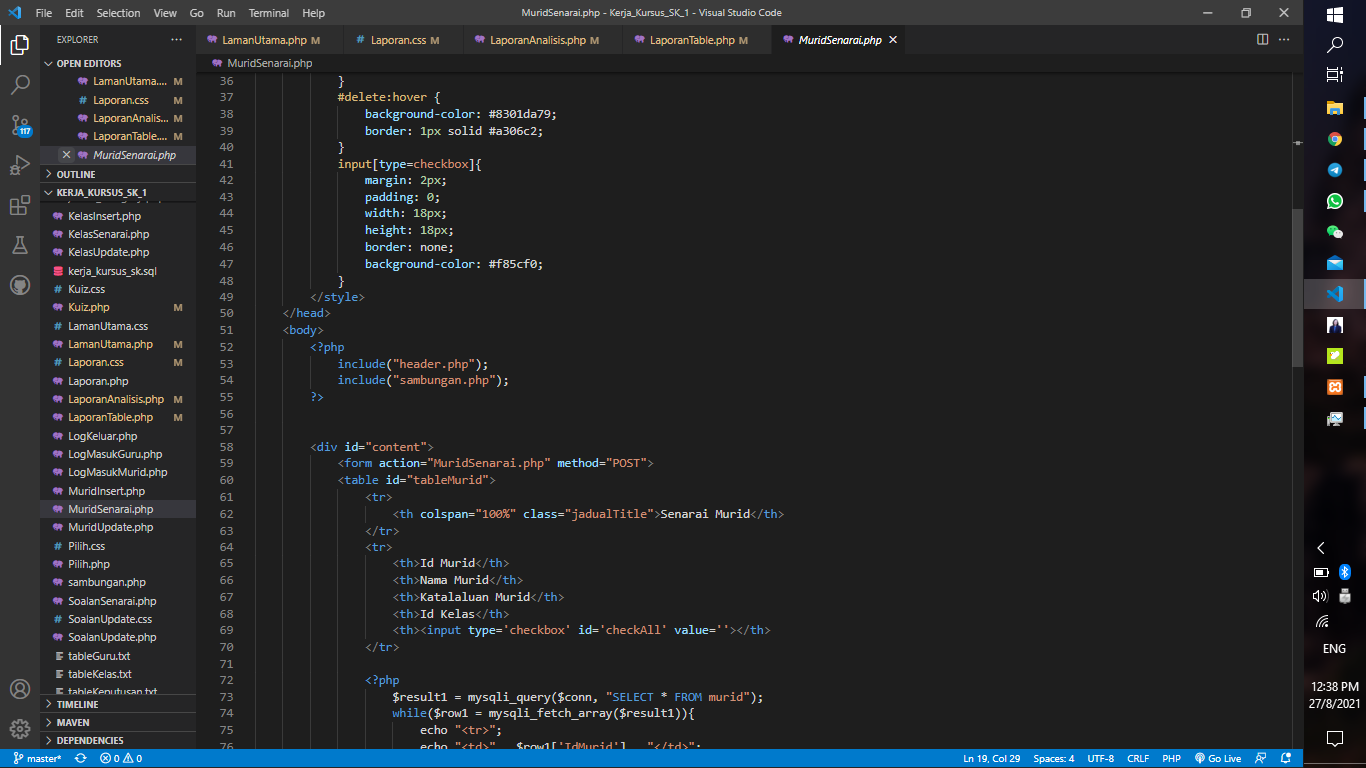 File Edit Selection View Go Run Terminal Help
MuridSenarai.php - Kerja_Kursus_SK_1 - Visual Studio Code
EXPLORER
LamanUtama.php M
Laporan.css M
LaporanAnalisis.php M
LaporanTable.php M
MuridSenarai.php
OPEN EDITORS
LamanUtama.... M
Laporan.css M
LaporanAnalis... M
LaporanTable.... M
MuridSenarai.php
OUTLINE
KERJA_KURSUS_SK_1
KelasInsert.php
KelasSenarai.php
KelasUpdate.php
kerja_kursus_sk.sql
Kuiz.css
Kuiz.php M
LamanUtama.css
LamanUtama.php M
Laporan.css M
Laporan.php
LaporanAnalisis.php M
LaporanTable.php M
LogKeluar.php
LogMasukGuru.php
LogMasukMurid.php
MuridInsert.php
MuridSenarai.php
MuridUpdate.php
Pilih.css
Pilih.php
sambungan.php
SoalanSenarai.php
SoalanUpdate.css
SoalanUpdate.php
tableGuru.txt
tableKelas.txt
tableKeputusan.txt
TIMELINE
MAVEN
DEPENDENCIES
117
MuridSenarai.php
36 }
37 #delete:hover {
38 background-color: #8301da79;
39 border: 1px solid #a306c2;
40 }
41 input[type=checkbox]{
42 margin: 2px;
43 padding: 0;
44 width: 18px;
45 height: 18px;
46 border: none;
47 background-color: #f85cf0;
48 }
49 </style>
50 </head>
51 <body>
52 <?php
53 include("header.php");
54 include("sambungan.php");
55 ?>
56
57
58 <div id="content">
59 <form action="MuridSenarai.php" method="POST">
60 <table id="tableMurid">
61 <tr>
62 <th colspan="100%" class="jadualTitle">Senarai Murid</th>
63 </tr>
64 <tr>
65 <th>Id Murid</th>
66 <th>Nama Murid</th>
67 <th>Katalaluan Murid</th>
68 <th>Id Kelas</th>
69 <th><input type='checkbox' id='checkAll' value=''></th>
70 </tr>
71
72 <?php
73 $result1 = mysqli_query($conn, "SELECT * FROM murid");
74 while($row1 = mysqli_fetch_array($result1)){
75 echo "<tr>";
76 echo "<td>" . $row1['IdMurid'] . "</td>";
master* 0 0
Ln 19, Col 29 Spaces: 4 UTF-8 CRLF PHP Go Live
ENG
12:38 PM
27/8/2021